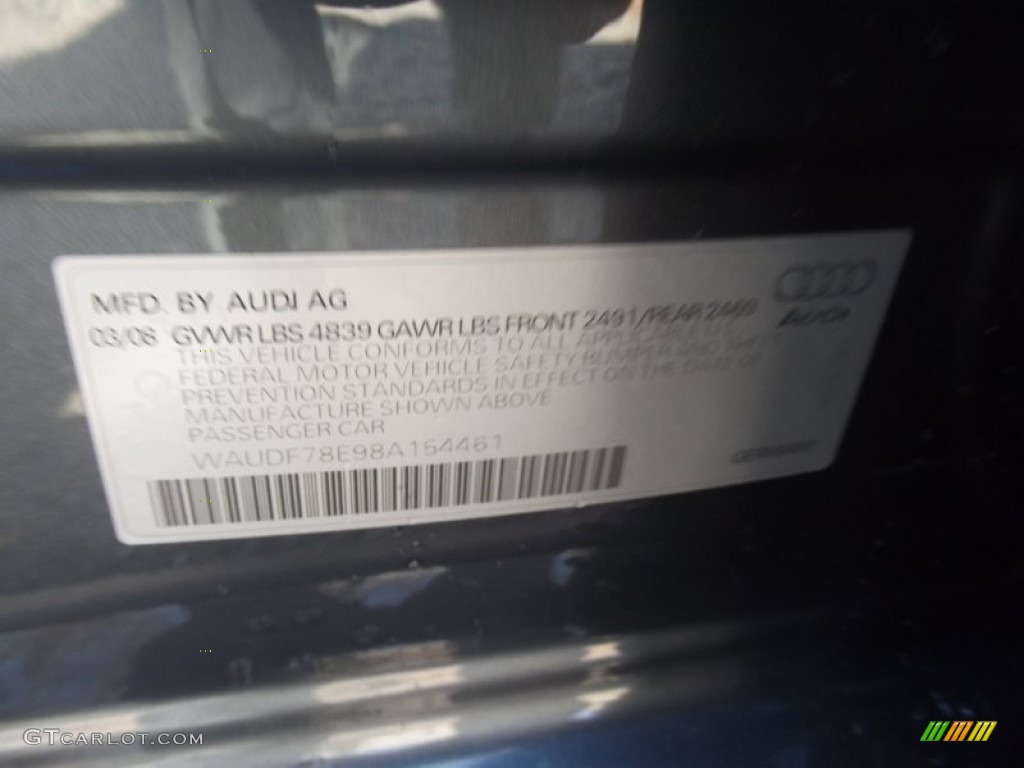 MFD. BY AUDI AG
03/08 GVWR LBS 4839 GAWR LBS FRONT 2491/REAR
THIS VEHICLE CONFORMS TO ALL APPLICABLE U.S.
FEDERAL MOTOR VEHICLE SAFETY BUMPER AND THEFT
PREVENTION STANDARDS IN EFFECT ON THE DATE OF
MANUFACTURE SHOWN ABOVE
PASSENGER CAR
WAUDF78E98A154461
Audi
GTCARLOT.COM